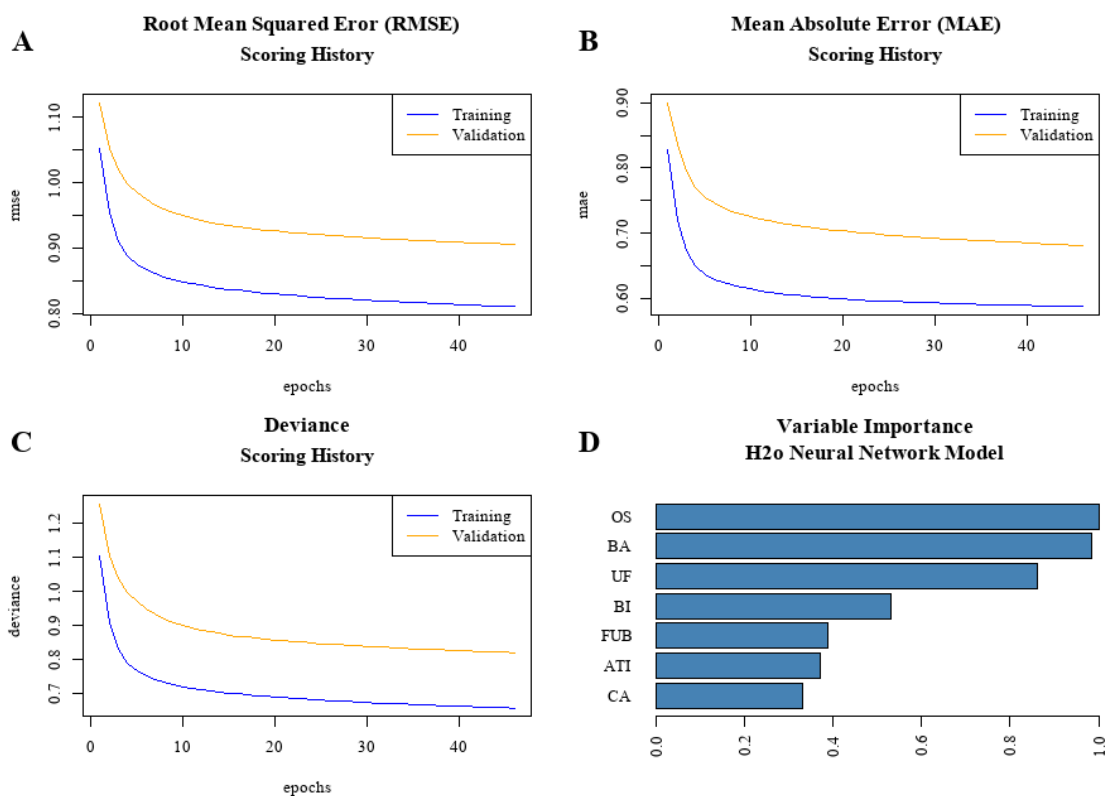 A
Root Mean Squared Eror (RMSE)
Scoring History
rmse
1.10
1.00
0.90
0.80
Training
Validation
0 10 20 30 40
epochs
B
Mean Absolute Error (MAE)
Scoring History
mae
0.90
0.80
0.70
0.60
Training
Validation
0 10 20 30 40
epochs
C
Deviance
Scoring History
deviance
1.2
1.1
1.0
0.9
0.8
0.7
Training
Validation
0 10 20 30 40
epochs
D
Variable Importance
H2o Neural Network Model
OS
BA
UF
BI
FUB
ATI
CA
0.0 0.2 0.4 0.6 0.8 1.0